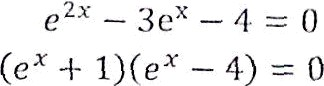 e^{2x} − 3e^x − 4 = 0
(e^x + 1)(e^x − 4) = 0